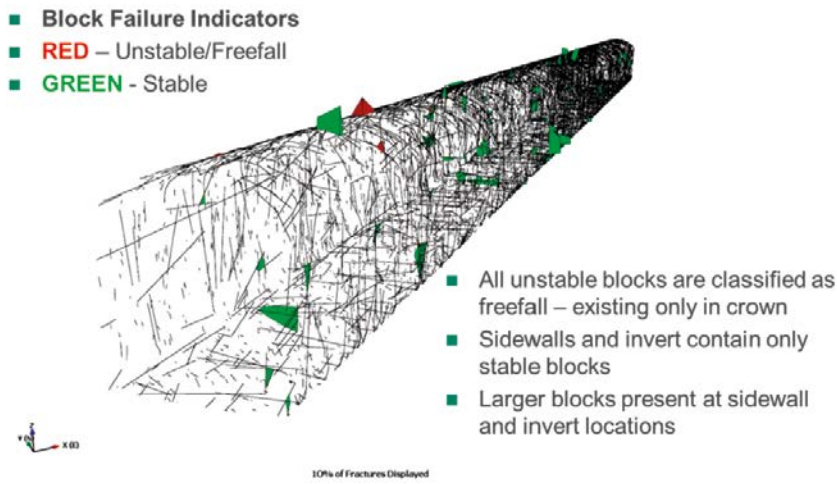 Block Failure Indicators
RED – Unstable/Freefall
GREEN - Stable
All unstable blocks are classified as
freefall – existing only in crown
Sidewalls and invert contain only
stable blocks
Larger blocks present at sidewall
and invert locations
X (E)
10% of Fractures Displayed